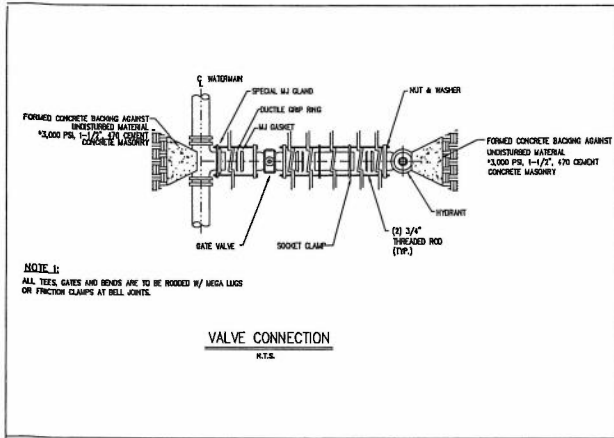 ℄ WATERMAIN
SPECIAL MJ GLAND
DUCTILE GRIP RING
MJ GASKET
NUT & WASHER
FORMED CONCRETE BACKING AGAINST
UNDISTURBED MATERIAL
*3,000 PSI, 1-1/2", 470 CEMENT
CONCRETE MASONRY
FORMED CONCRETE BACKING AGAINST
UNDISTURBED MATERIAL
*3,000 PSI, 1-1/2", 470 CEMENT
CONCRETE MASONRY
HYDRANT
GATE VALVE
SOCKET CLAMP
(2) 3/4"
THREADED ROD
(TYP.)
NOTE 1:
ALL TEES, GATES AND BENDS ARE TO BE RODDED W/ MEGA LUGS
OR FRICTION CLAMPS AT BELL JOINTS.
VALVE CONNECTION
N.T.S.